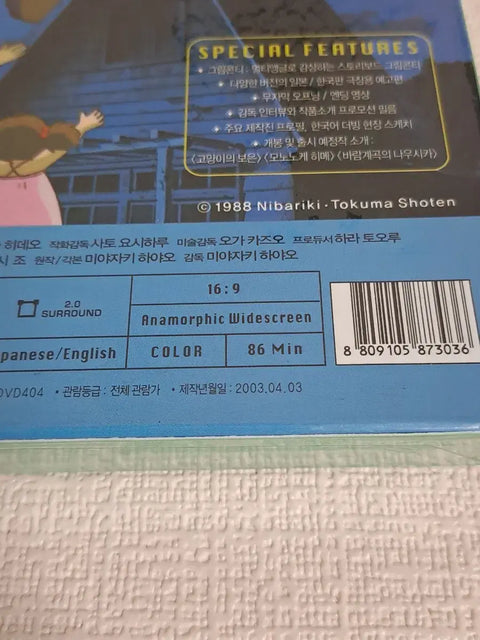 SPECIAL FEATURES
◆ 그림콘티 : 멀티앵글로 감상하는 스토리보드 그림콘티
◆ 다양한 버전의 일본 / 한국판 극장용 예고편
◆ 무자막 오프닝 / 엔딩 영상
◆ 감독 인터뷰와 작품소개 프로모션 필름
◆ 주요 제작진 프로필, 한국어 더빙 현장 스케치
◆ 개봉 및 출시 예정작 소개 :
<고양이의 보은> <모노노케 히메> <바람계곡의 나우시카>
© 1988 Nibariki · Tokuma Shoten
히데오 작화감독 사토 요시하루 미술감독 오가 카즈오 프로듀서 하라 토오루
시 조 원작/각본 미야자키 하야오 감독 미야자키 하야오
2.0 SURROUND
16:9
Anamorphic Widescreen
panese/English
COLOR
86 Min
8 809105 873036
DVD404 • 관람등급 : 전체 관람가 • 제작년월일 : 2003.04.03